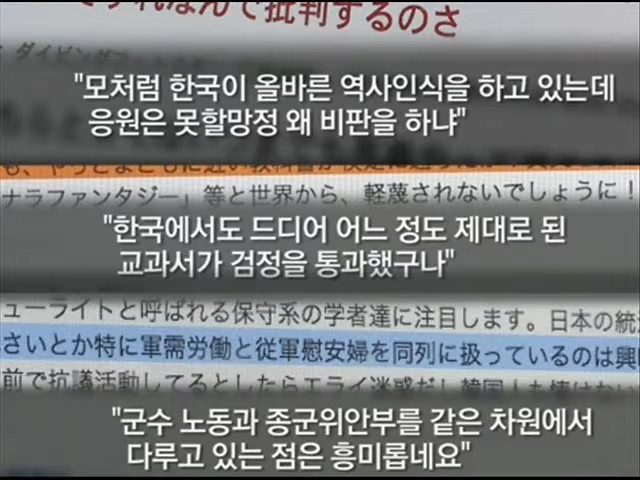 なんで批判するのさ
"모처럼 한국이 올바른 역사인식을 하고 있는데
응원은 못할망정 왜 비판을 하냐"
ナラファンタジー」等と世界から、軽蔑されないでしょうに！
"한국에서도 드디어 어느 정도 제대로 된
교과서가 검정을 통과했구나"
ューライトと呼ばれる保守系の学者達に注目します。日本の統
さいとか特に軍需労働と従軍慰安婦を同列に扱っているのは興
前で抗議活動してるとしたらエライ迷惑だし韓国人も
"군수 노동과 종군위안부를 같은 차원에서
다루고 있는 점은 흥미롭네요"